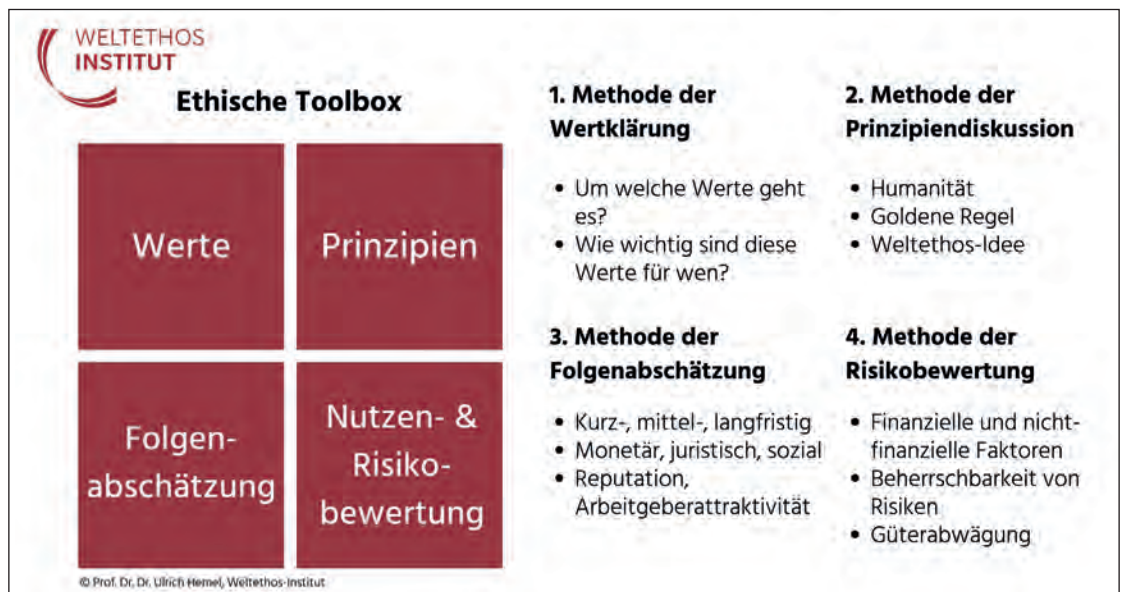 WELTETHOS
INSTITUT
Ethische Toolbox
Werte
Prinzipien
Folgen-
abschätzung
Nutzen- &
Risiko-
bewertung
© Prof. Dr. Dr. Ulrich Hemel, Weltethos-Institut
1. Methode der
Wertklärung
• Um welche Werte geht
es?
• Wie wichtig sind diese
Werte für wen?
2. Methode der
Prinzipiendiskussion
• Humanität
• Goldene Regel
• Weltethos-Idee
3. Methode der
Folgenabschätzung
• Kurz-, mittel-, langfristig
• Monetär, juristisch, sozial
• Reputation,
Arbeitgeberattraktivität
4. Methode der
Risikobewertung
• Finanzielle und nicht-
finanzielle Faktoren
• Beherrschbarkeit von
Risiken
• Güterabwägung